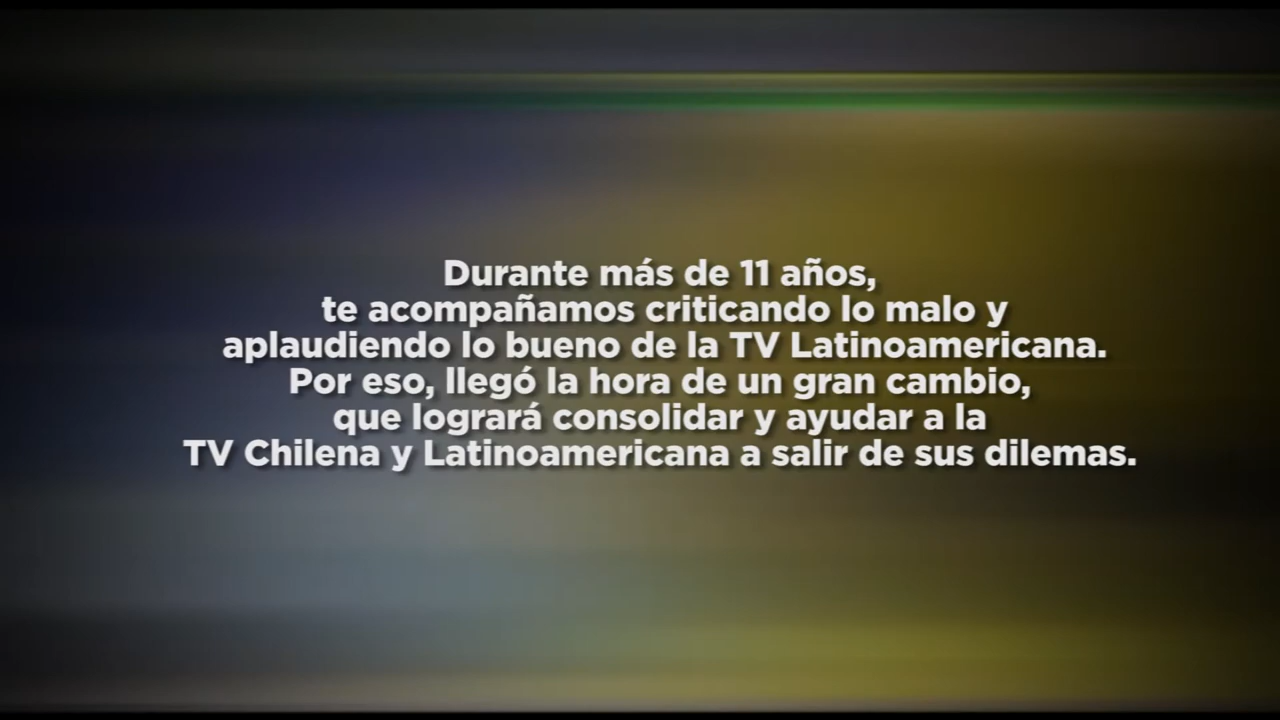 Durante más de 11 años,
te acompañamos criticando lo malo y
aplaudiendo lo bueno de la TV Latinoamericana.
Por eso, llegó la hora de un gran cambio,
que logrará consolidar y ayudar a la
TV Chilena y Latinoamericana a salir de sus dilemas.